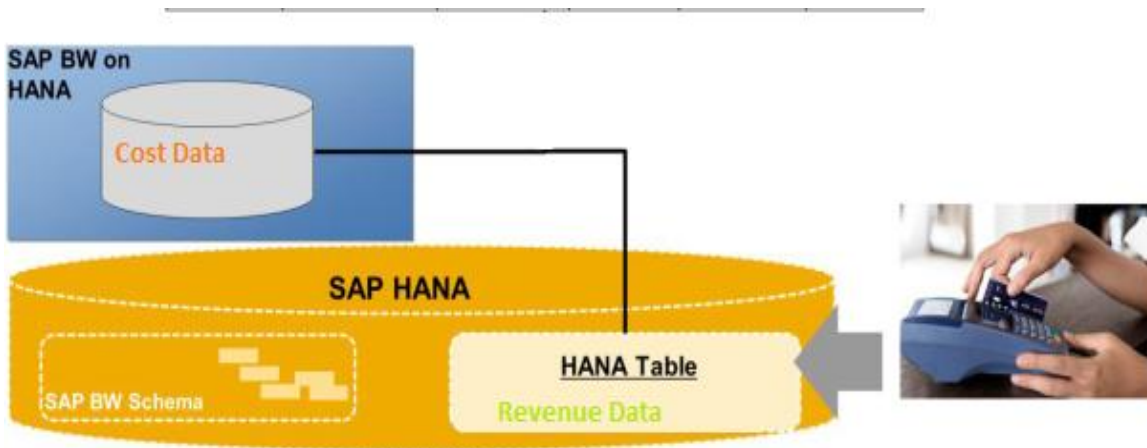 SAP BW on
HANA
Cost Data
SAP HANA
HANA Table
SAP BW Schema
Revenue Data